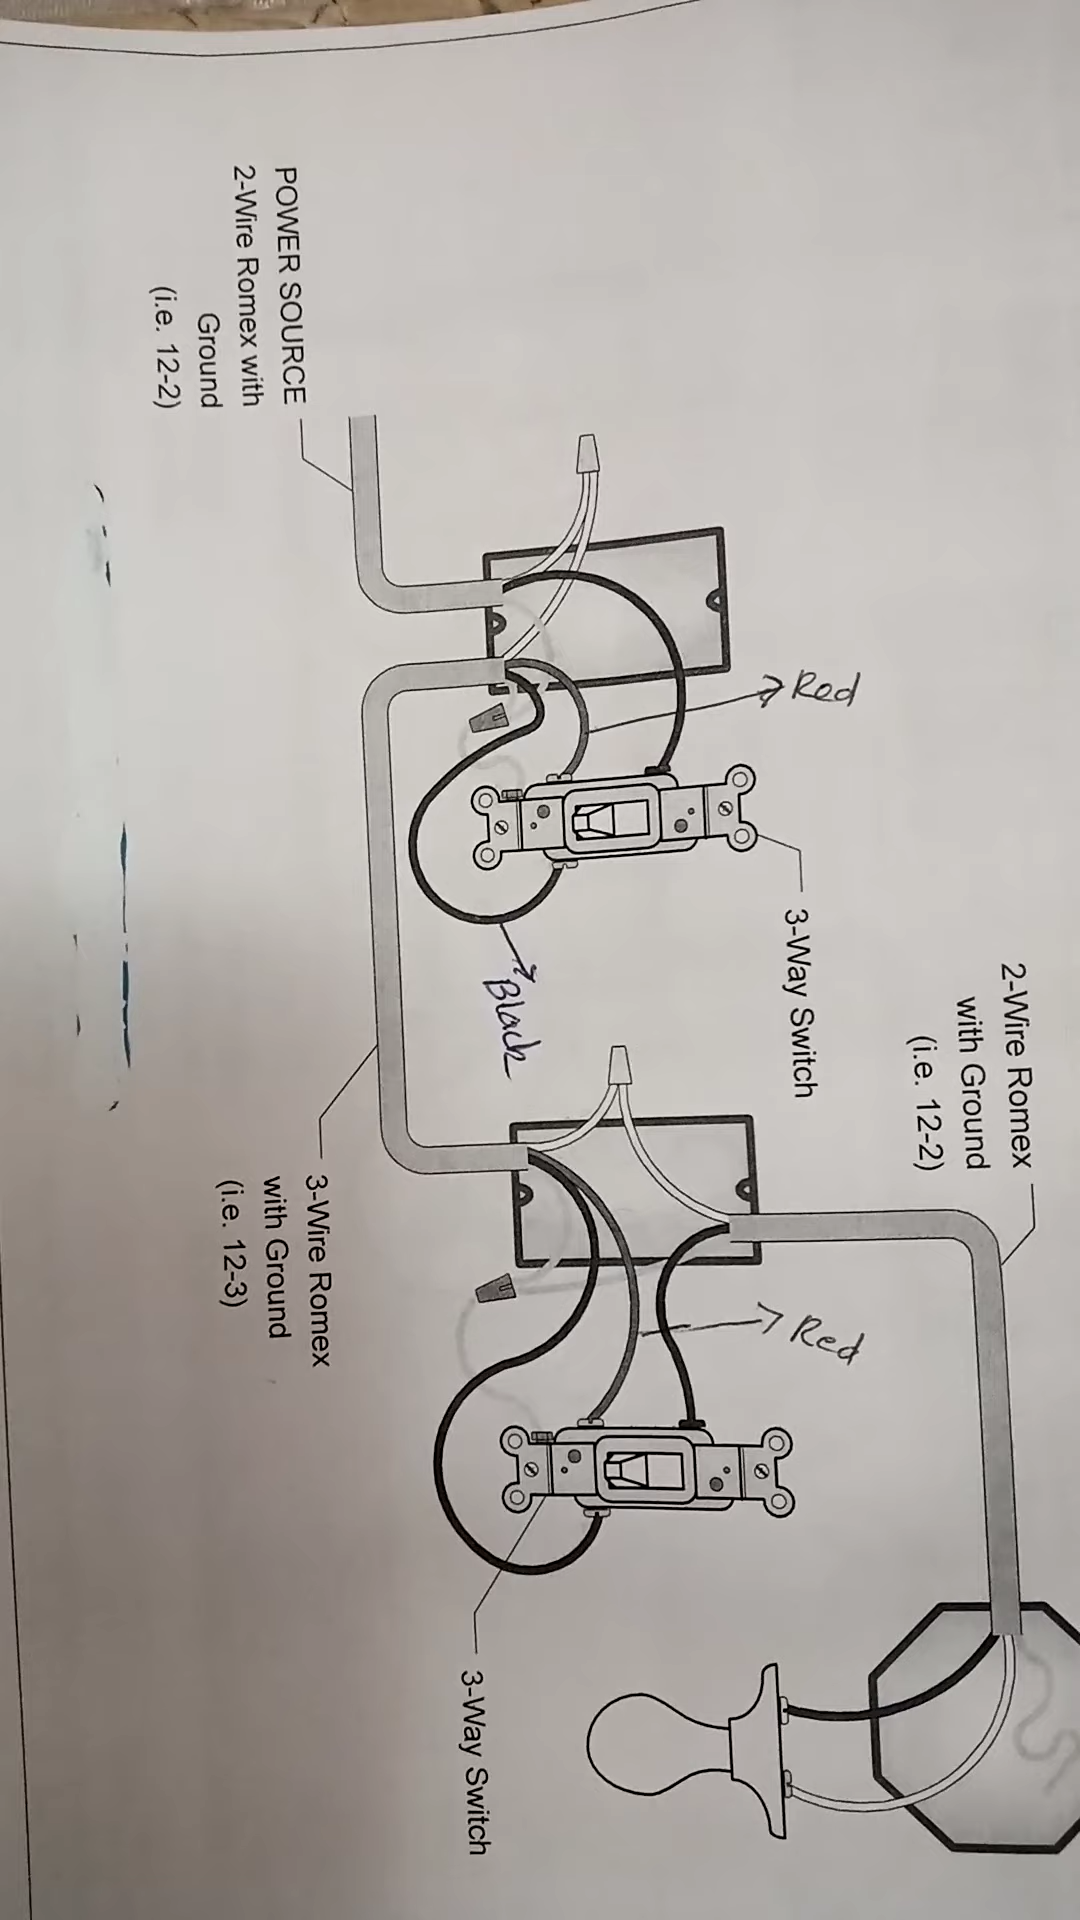 POWER SOURCE
2-Wire Romex with
Ground
(i.e. 12-2)
Red
3-Way Switch
Black
2-Wire Romex
with Ground
(i.e. 12-2)
3-Wire Romex
with Ground
(i.e. 12-3)
Red
3-Way Switch